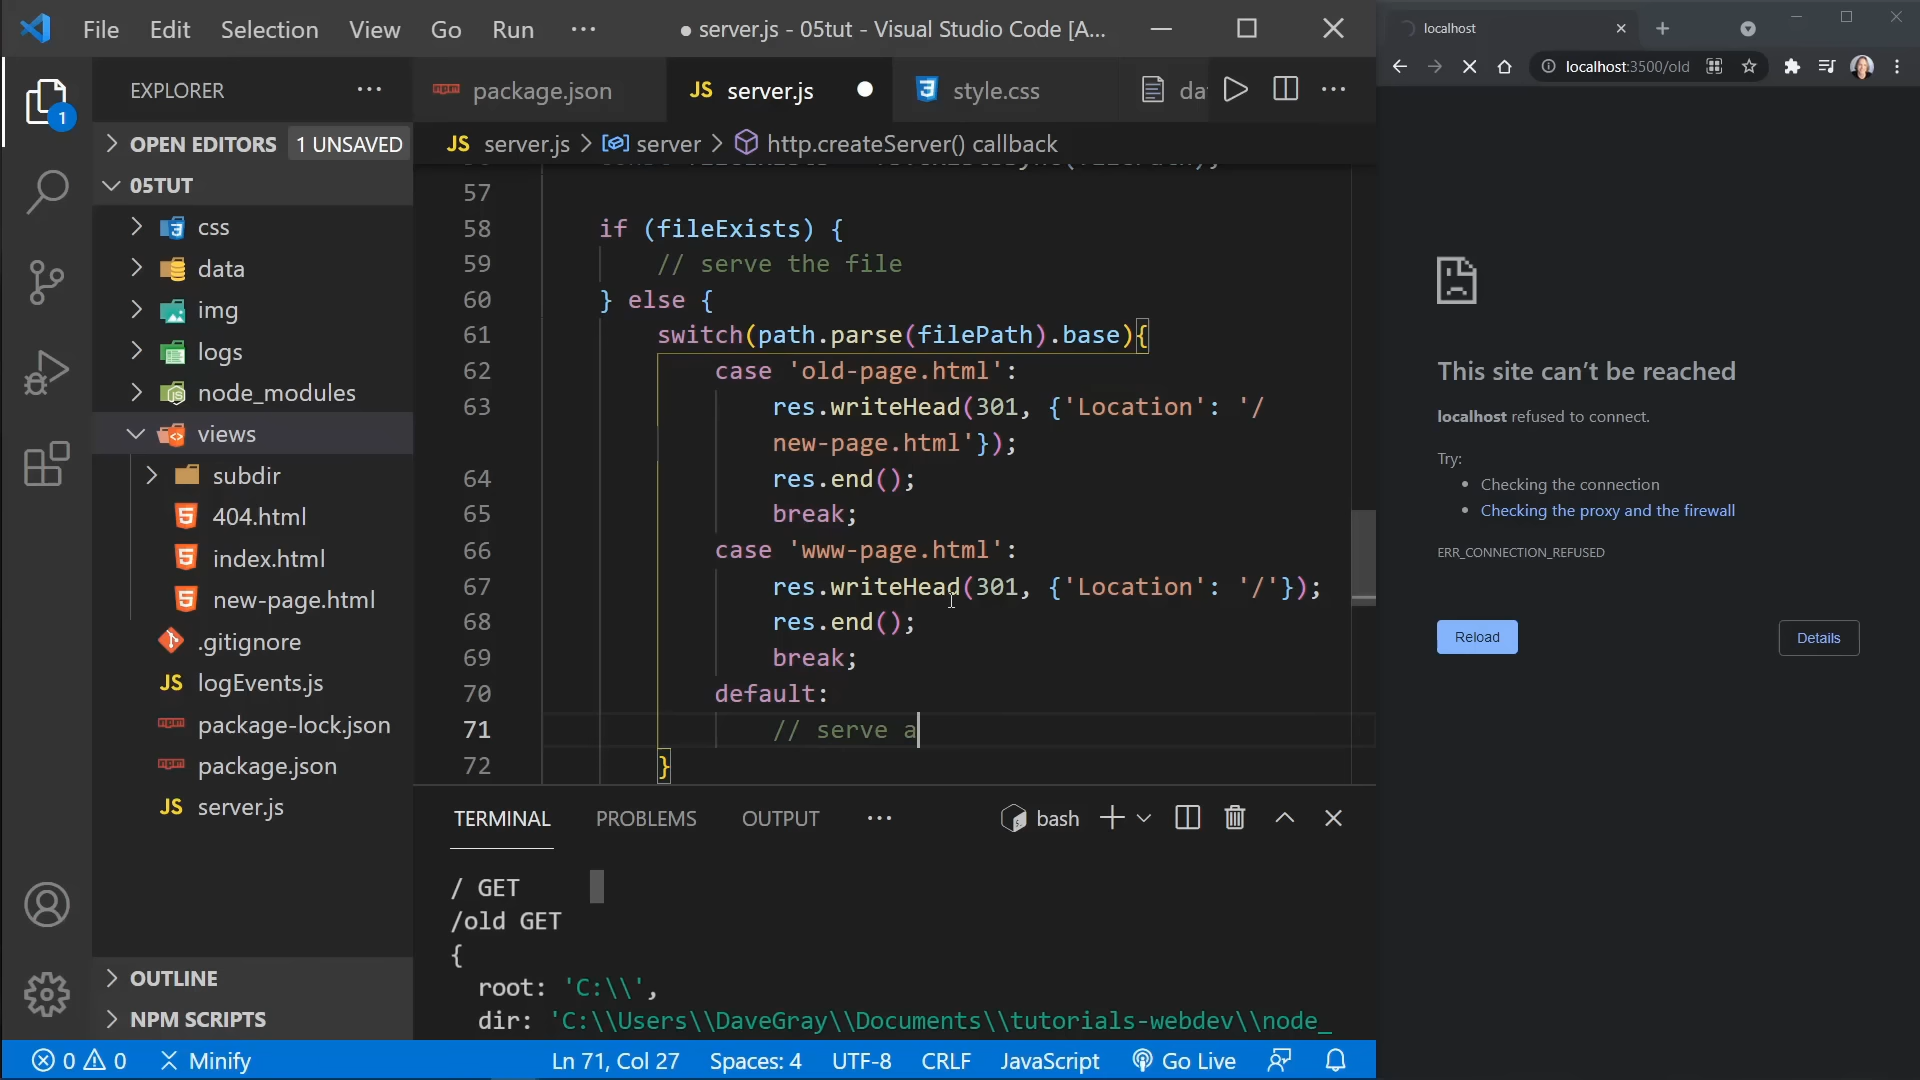 File Edit Selection View Go Run ··· ● server.js - 05tut - Visual Studio Code [A...
localhost
localhost:3500/old
1
EXPLORER ···
package.json
JS server.js
style.css
da
···
OPEN EDITORS 1 UNSAVED
JS server.js > server > http.createServer() callback
05TUT
css
data
img
logs
node_modules
views
subdir
404.html
index.html
new-page.html
.gitignore
JS logEvents.js
package-lock.json
package.json
JS server.js
OUTLINE
NPM SCRIPTS
57
58 if (fileExists) {
59 // serve the file
60 } else {
61 switch(path.parse(filePath).base){
62 case 'old-page.html':
63 res.writeHead(301, {'Location': '/
new-page.html'});
64 res.end();
65 break;
66 case 'www-page.html':
67 res.writeHead(301, {'Location': '/'});
68 res.end();
69 break;
70 default:
71 // serve a
72 }
TERMINAL PROBLEMS OUTPUT ··· bash
/ GET
/old GET
{
root: 'C:\\',
dir: 'C:\\Users\\DaveGray\\Documents\\tutorials-webdev\\node_
0 0 Minify Ln 71, Col 27 Spaces: 4 UTF-8 CRLF JavaScript Go Live
This site can’t be reached
localhost refused to connect.
Try:
• Checking the connection
• Checking the proxy and the firewall
ERR_CONNECTION_REFUSED
Reload
Details